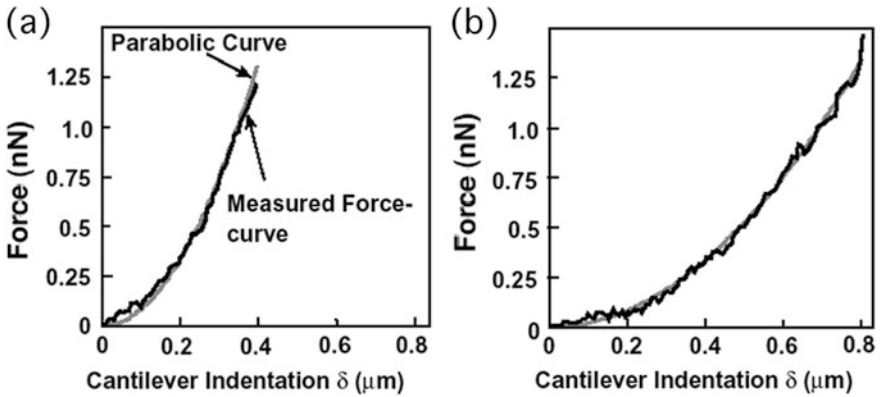 (a)
Parabolic Curve
1.25
1.0
0.75
0.5
0.25
0
Force (nN)
Measured Force-
curve
0 0.2 0.4 0.6 0.8
Cantilever Indentation δ (μm)
(b)
1.25
1.0
0.75
0.5
0.25
0
Force (nN)
0 0.2 0.4 0.6 0.8
Cantilever Indentation δ (μm)